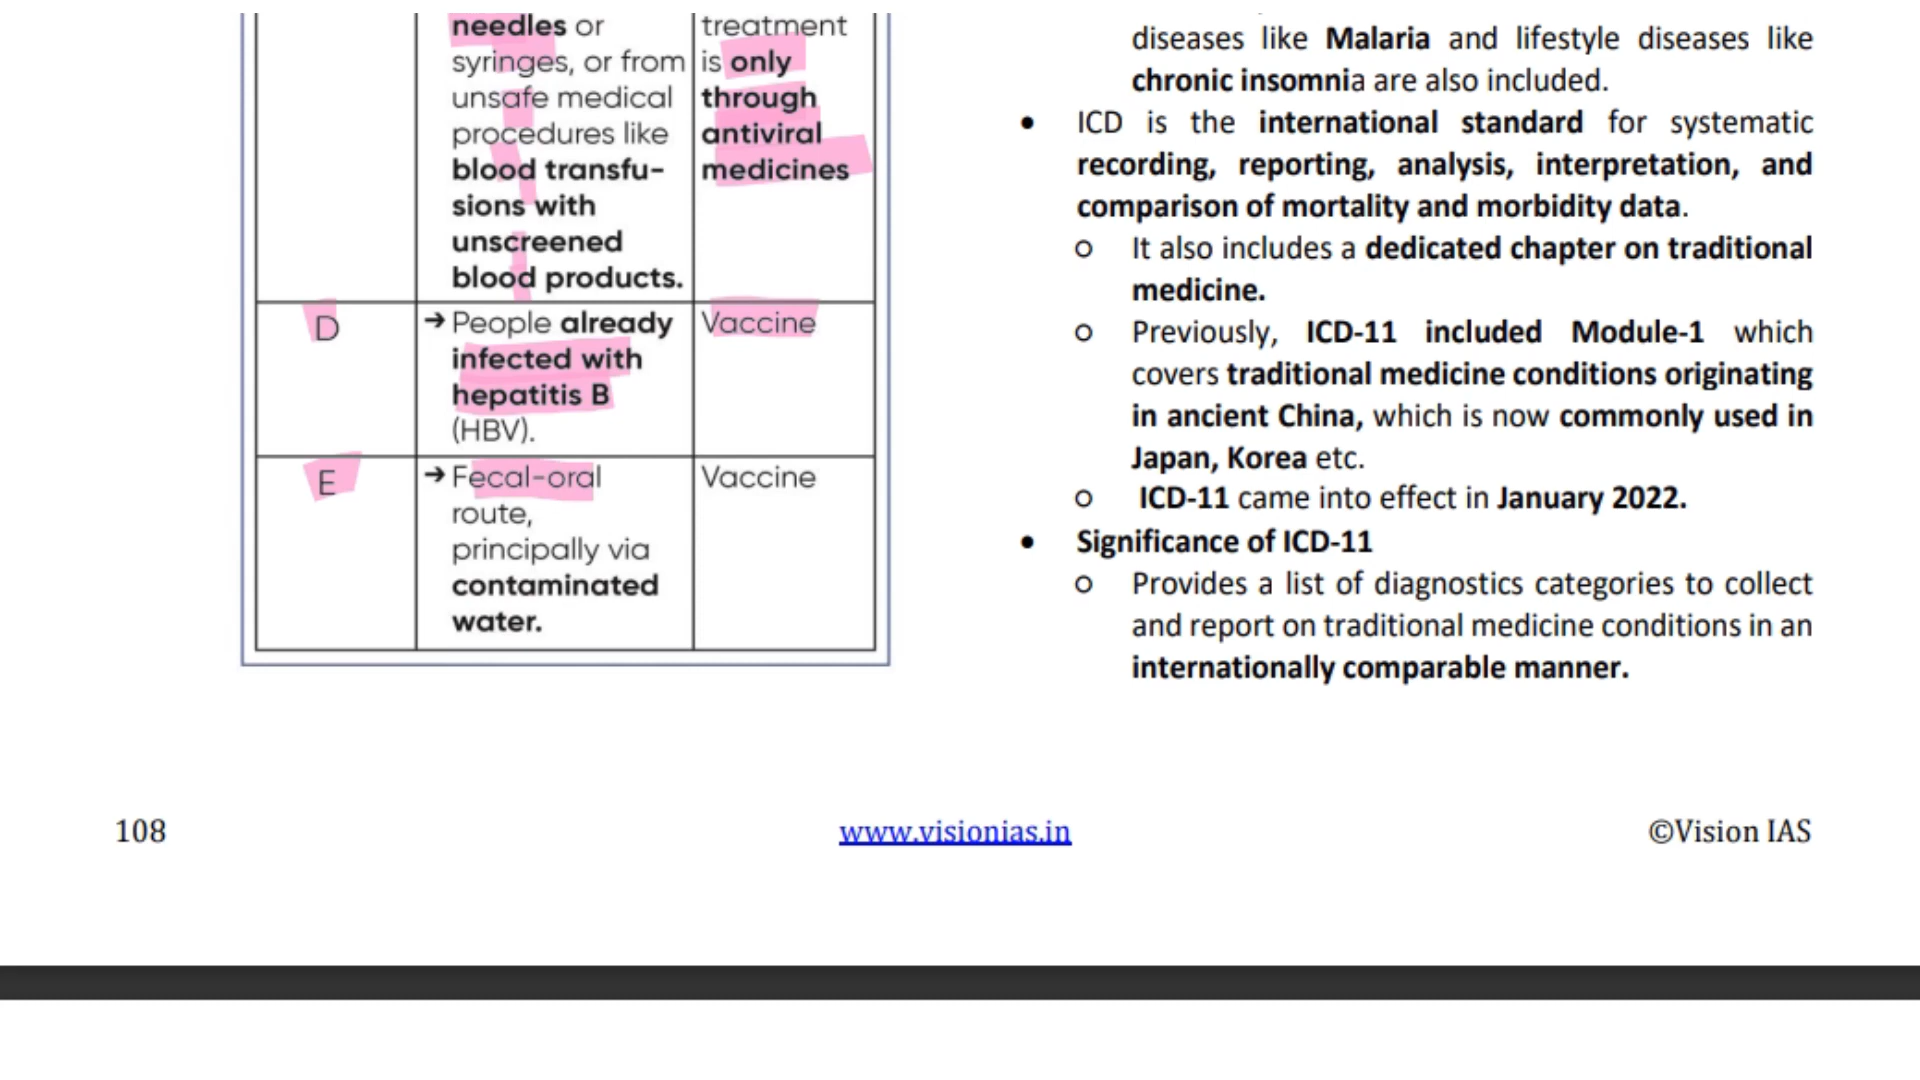 needles or
syringes, or from
unsafe medical
procedures like
blood transfu-
sions with
unscreened
blood products.
treatment
is only
through
antiviral
medicines
D
→ People already
infected with
hepatitis B
(HBV).
Vaccine
E
→ Fecal-oral
route,
principally via
contaminated
water.
Vaccine
diseases like Malaria and lifestyle diseases like
chronic insomnia are also included.
• ICD is the international standard for systematic
recording, reporting, analysis, interpretation, and
comparison of mortality and morbidity data.
o It also includes a dedicated chapter on traditional
medicine.
o Previously, ICD-11 included Module-1 which
covers traditional medicine conditions originating
in ancient China, which is now commonly used in
Japan, Korea etc.
o ICD-11 came into effect in January 2022.
• Significance of ICD-11
o Provides a list of diagnostics categories to collect
and report on traditional medicine conditions in an
internationally comparable manner.
108
www.visionias.in
©Vision IAS